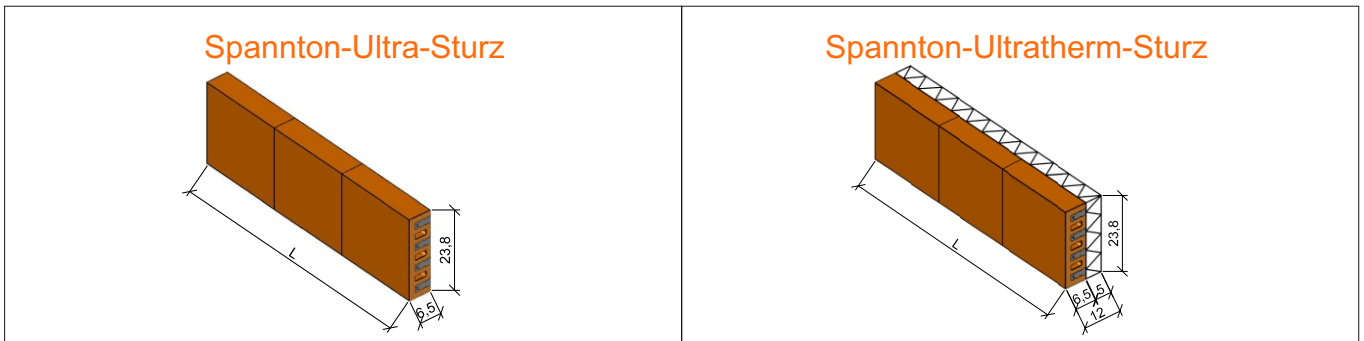 Spannton-Ultra-Sturz
L
23,8
6,5
Spannton-Ultratherm-Sturz
L
23,8
6,5
5
12